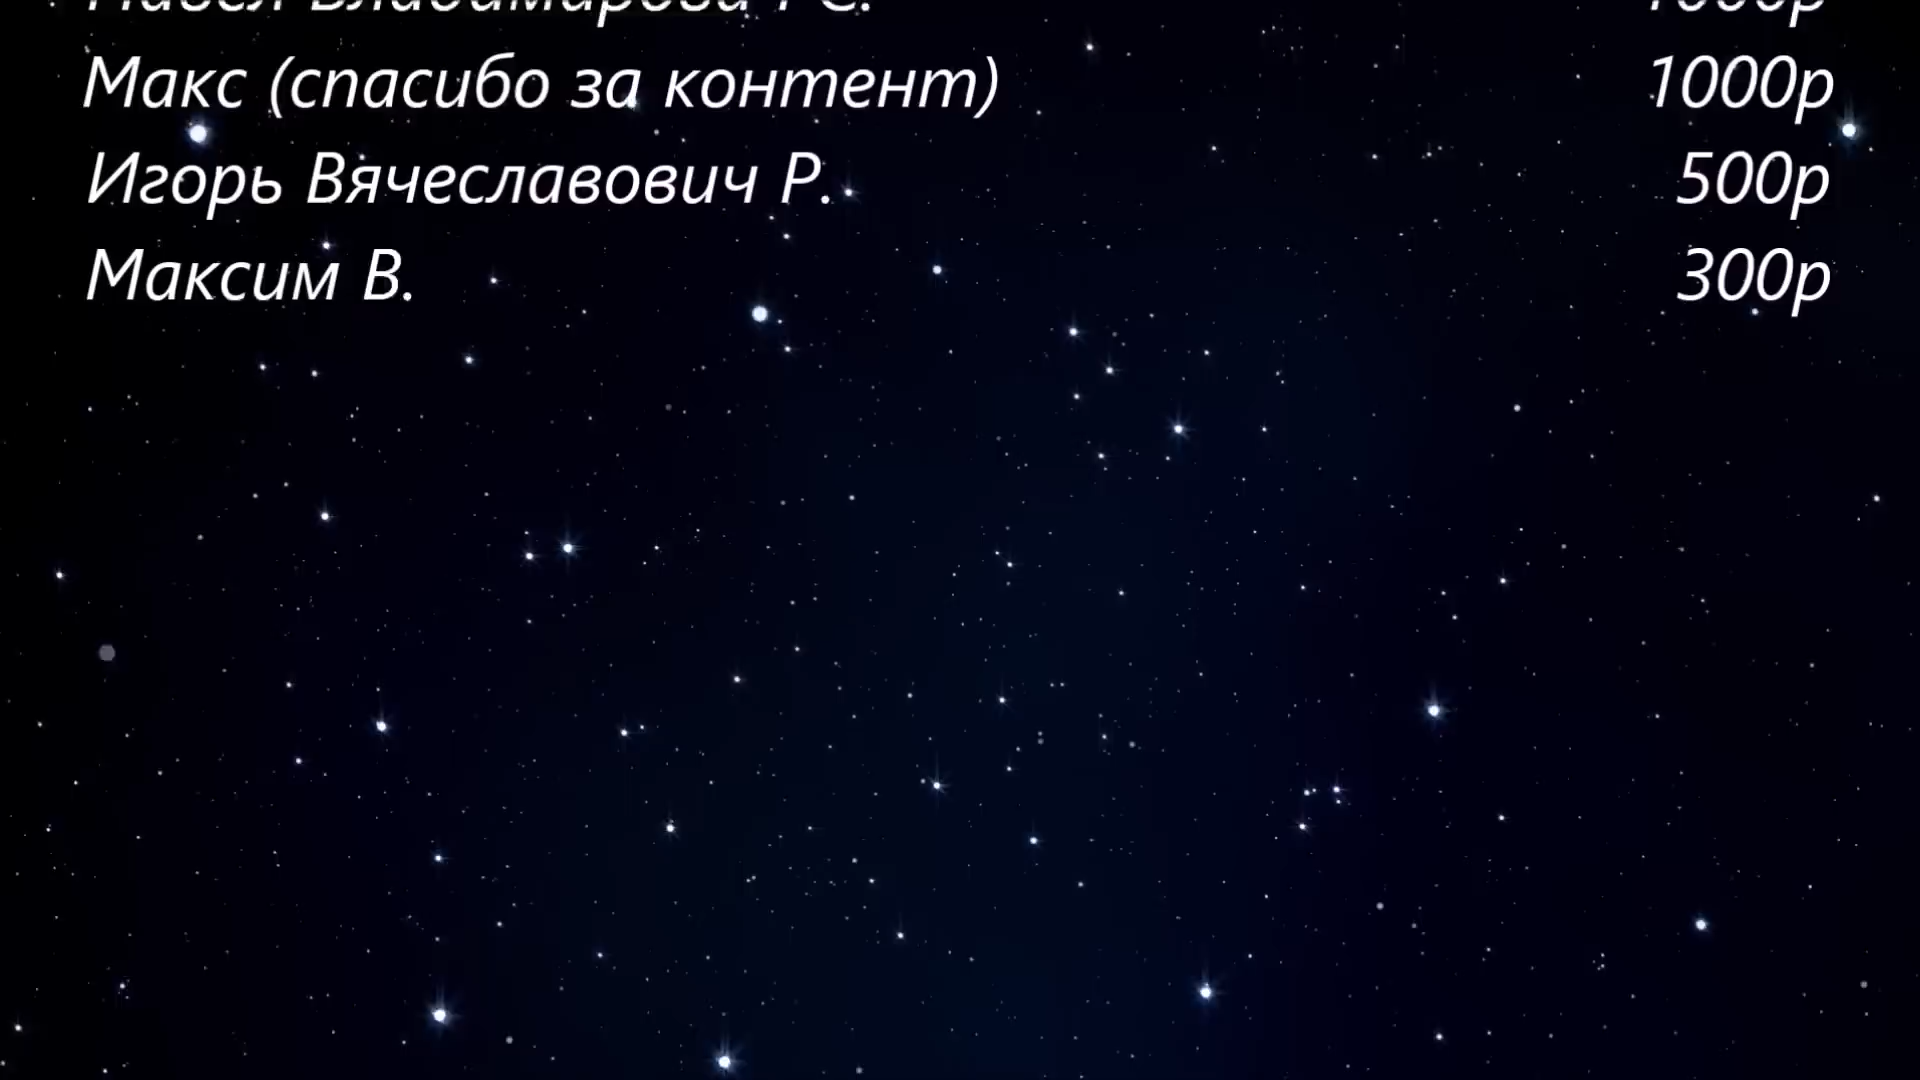 Макс (спасибо за контент) 1000р
Игорь Вячеславович Р. 500р
Максим В. 300р